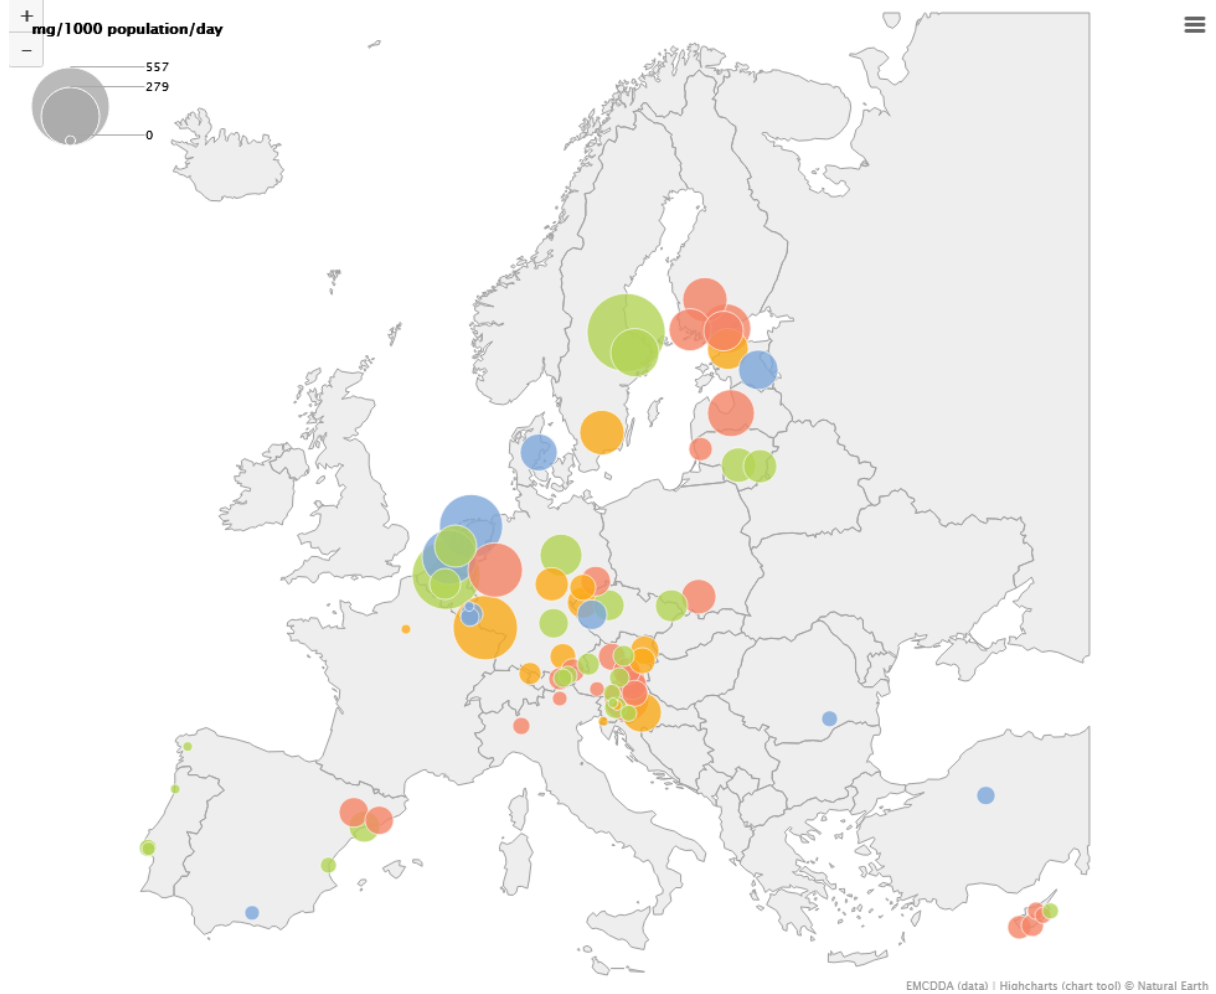 +
mg/1000 population/day
−
557
279
0
EMCDDA (data) | Highcharts (chart tool) © Natural Earth